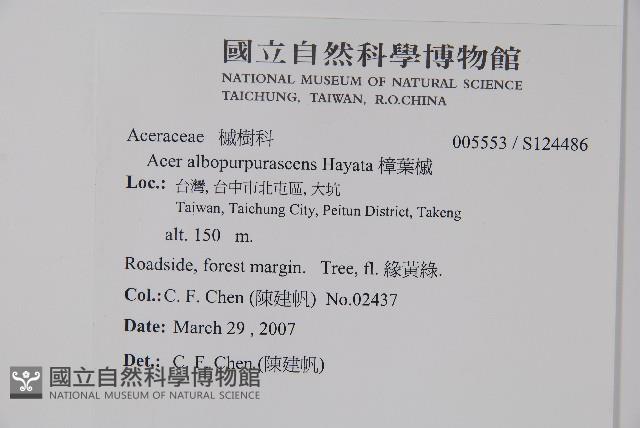 國立自然科學博物館
NATIONAL MUSEUM OF NATURAL SCIENCE
TAICHUNG, TAIWAN, R.O.CHINA
Aceraceae 槭樹科 005553 / S124486
Acer albopurpurascens Hayata 樟葉槭
Loc.: 台灣, 台中市北屯區, 大坑
Taiwan, Taichung City, Peitun District, Takeng
alt. 150 m.
Roadside, forest margin. Tree, fl. 緣黃綠.
Col.: C. F. Chen (陳建帆) No.02437
Date: March 29 , 2007
Det.: C. F. Chen (陳建帆)
國立自然科學博物館
NATIONAL MUSEUM OF NATURAL SCIENCE